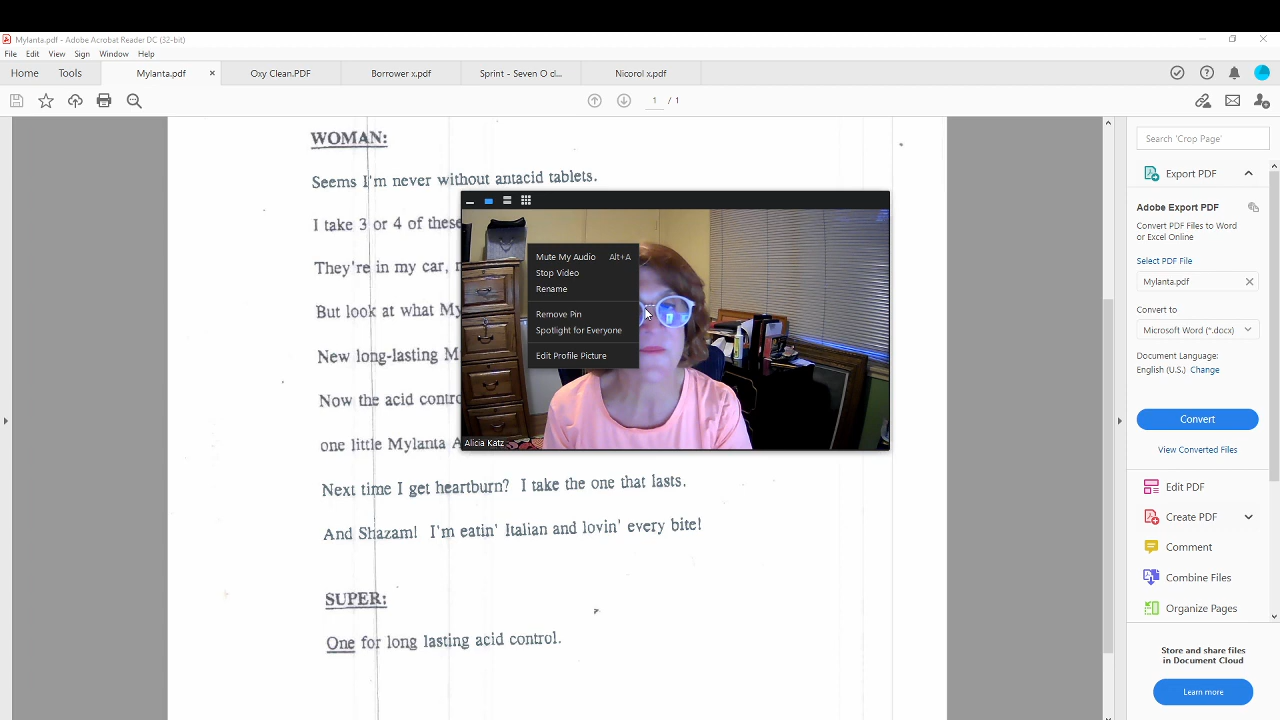 Mylanta.pdf - Adobe Acrobat Reader DC (32-bit)
File Edit View Sign Window Help
Home Tools Mylanta.pdf × Oxy Clean.PDF Borrower x.pdf Sprint - Seven O cl... Nicorol x.pdf
1 / 1
WOMAN:
Seems I'm never without antacid tablets.
I take 3 or 4 of these
They're in my car,
But look at what My
New long-lasting M
Now the acid contro
one little Mylanta A
Next time I get heartburn? I take the one that lasts.
And Shazam! I'm eatin' Italian and lovin' every bite!
SUPER:
One for long lasting acid control.
Mute My Audio Alt+A
Stop Video
Rename
Remove Pin
Spotlight for Everyone
Edit Profile Picture
Alicia Katz
Search 'Crop Page'
Export PDF
Adobe Export PDF
Convert PDF Files to Word
or Excel Online
Select PDF File
Mylanta.pdf
Convert to
Microsoft Word (*.docx)
Document Language:
English (U.S.) Change
Convert
View Converted Files
Edit PDF
Create PDF
Comment
Combine Files
Organize Pages
Store and share files
in Document Cloud
Learn more